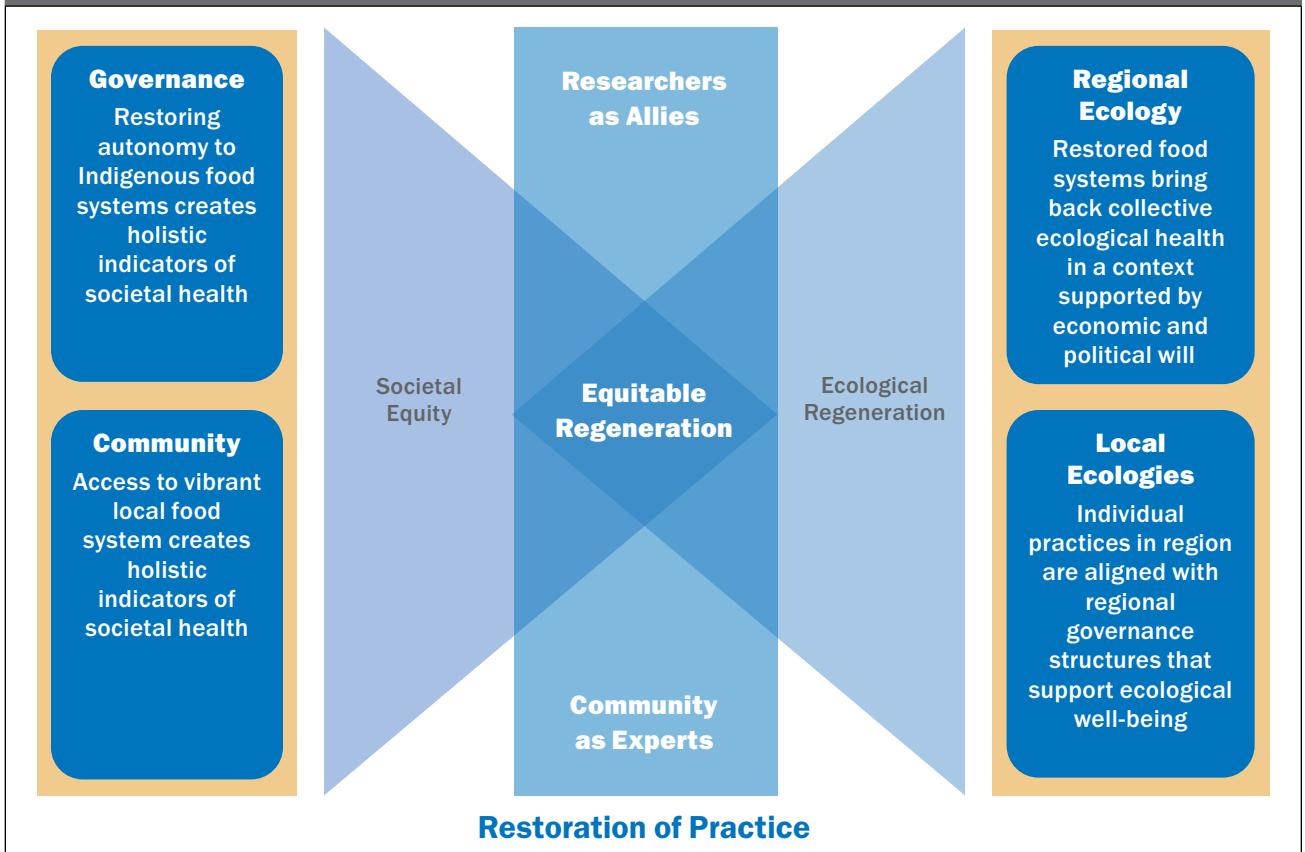 Governance
Restoring
autonomy to
Indigenous food
systems creates
holistic
indicators of
societal health
Community
Access to vibrant
local food
system creates
holistic
indicators of
societal health
Societal
Equity
Researchers
as Allies
Equitable
Regeneration
Community
as Experts
Ecological
Regeneration
Regional
Ecology
Restored food
systems bring
back collective
ecological health
in a context
supported by
economic and
political will
Local
Ecologies
Individual
practices in region
are aligned with
regional
governance
structures that
support ecological
well-being
Restoration of Practice